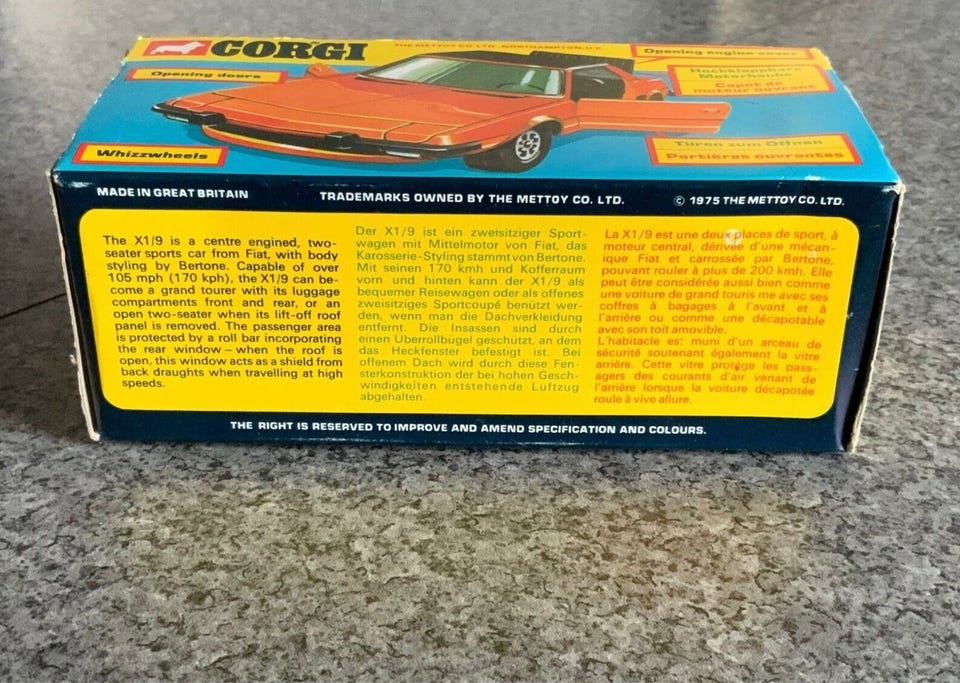 CORGI
THE METTOY CO. LTD. NORTHAMPTON, U.K.
Opening engine cover
Opening doors
Hochklappbare
Motorhaube
Capot de
moteur ouvrant
Whizzwheels
Türen zum Öffnen
Portières ouvrantes
MADE IN GREAT BRITAIN
TRADEMARKS OWNED BY THE METTOY CO. LTD.
© 1975 THE METTOY CO. LTD.
The X1/9 is a centre engined, two-
seater sports car from Fiat, with body
styling by Bertone. Capable of over
105 mph (170 kph), the X1/9 can be-
come a grand tourer with its luggage
compartments front and rear, or an
open two-seater when its lift-off roof
panel is removed. The passenger area
is protected by a roll bar incorporating
the rear window – when the roof is
open, this window acts as a shield from
back draughts when travelling at high
speeds.
Der X1/9 ist ein zweisitziger Sport-
wagen mit Mittelmotor von Fiat, das
Karosserie-Styling stammt von Bertone.
Mit seinen 170 kmh und Kofferraum
vorn und hinten kann der X1/9 als
bequemer Reisewagen oder als offenes
zweisitziges Sportcoupé benützt wer-
den, wenn man die Dachverkleidung
entfernt. Die Insassen sind durch
einen Überrollbügel geschützt, an dem
das Heckfenster befestigt ist. Bei
offenem Dach wird durch diese Fen-
sterkonstruktion der bei hohen Gesch-
windigkeiten entstehende Luftzug
abgehalten.
La X1/9 est une deux places de sport, à
moteur central, dérivée d'une mécan-
ique Fiat et carrossée par Bertone,
pouvant rouler à plus de 200 kmh. Elle
peut être considérée aussi bien comme
une voiture de grand tourisme avec ses
coffres à bagages à l'avant et à
l'arrière ou comme une décapotable
avec son toit amovible.
L'habitacle est muni d'un arceau de
sécurité soutenant également la vitre
arrière. Cette vitre protège les pass-
agers des courants d'air venant de
l'arrière lorsque la voiture décapotée
roule à vive allure.
THE RIGHT IS RESERVED TO IMPROVE AND AMEND SPECIFICATION AND COLOURS.